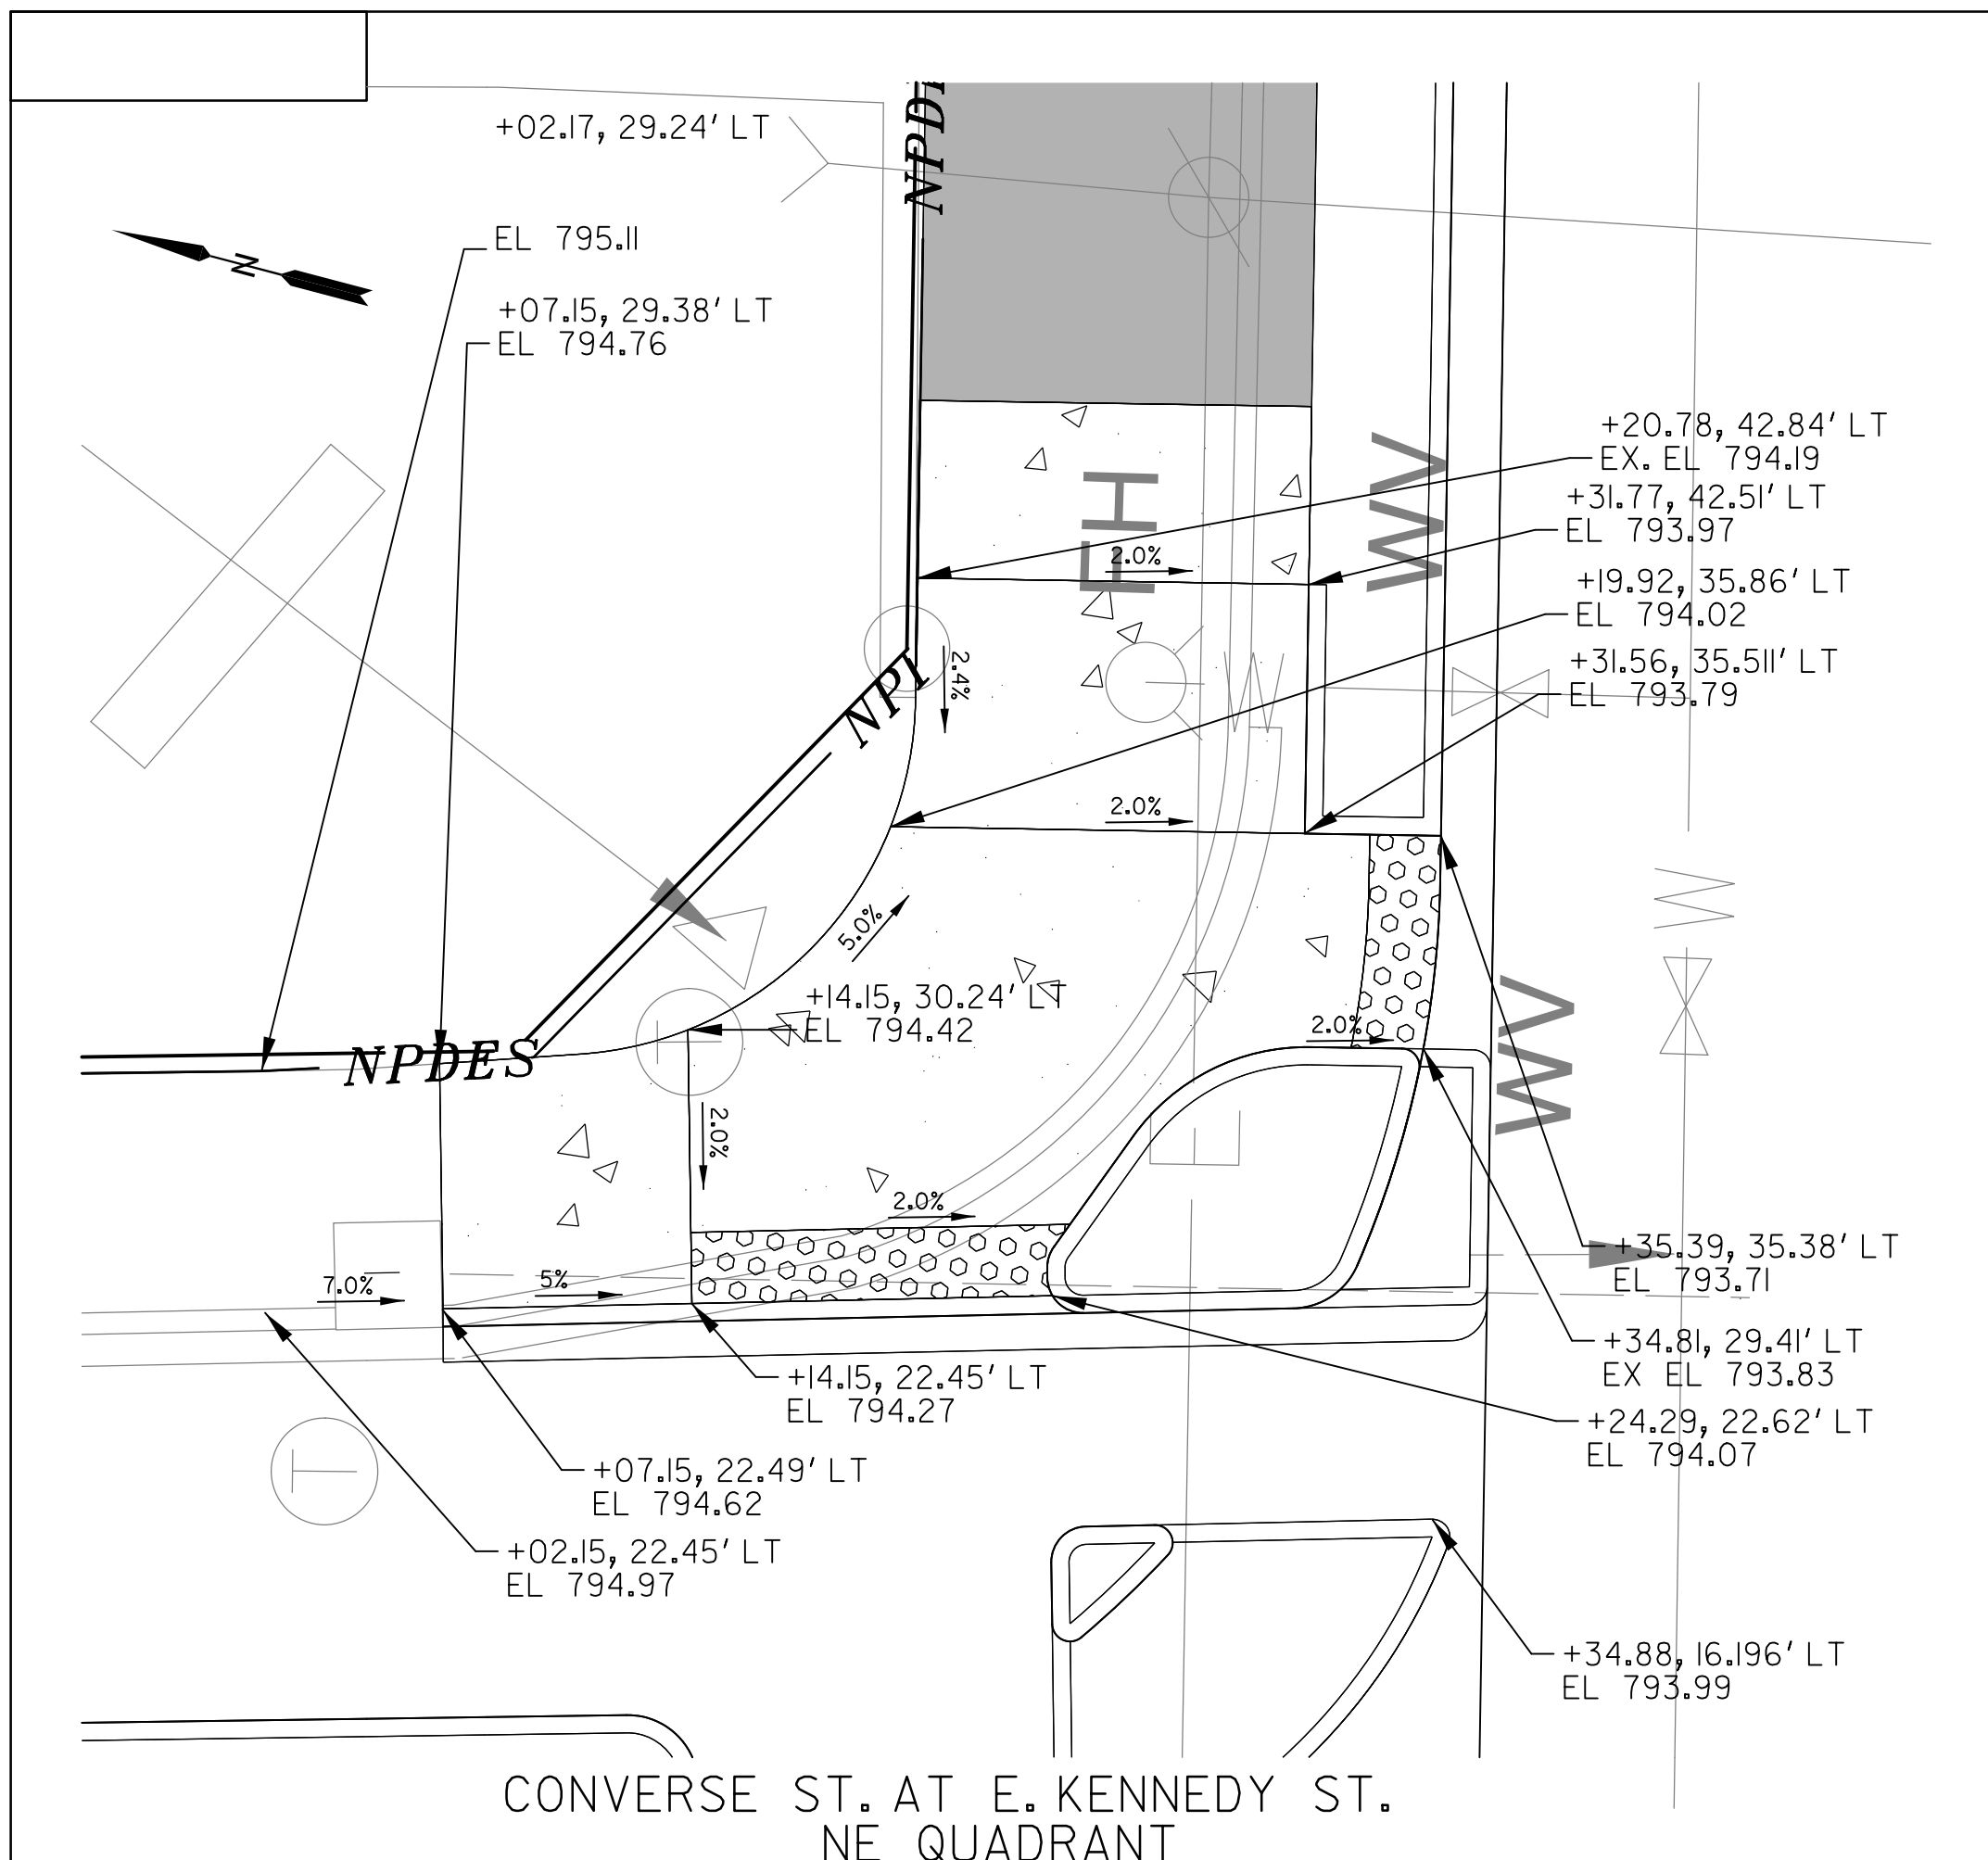 NPD
+02.17, 29.24' LT
EL 795.11
N
+07.15, 29.38' LT
EL 794.76
+20.78, 42.84' LT
EX. EL 794.19
+31.77, 42.51' LT
EL 793.97
2.0%
+19.92, 35.86' LT
EL 794.02
+31.56, 35.511' LT
EL 793.79
2.4%
NPI
W
2.0%
5.0%
+14.15, 30.24' LT
EL 794.42
2.0%
NPDES
2.0%
2.0%
+35.39, 35.38' LT
EL 793.71
7.0%
5%
+34.81, 29.41' LT
EX EL 793.83
+14.15, 22.45' LT
EL 794.27
+24.29, 22.62' LT
EL 794.07
+07.15, 22.49' LT
EL 794.62
+02.15, 22.45' LT
EL 794.97
+34.88, 16.196' LT
EL 793.99
CONVERSE ST. AT E. KENNEDY ST.
NE QUADRANT